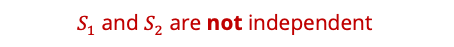 S₁ and S₂ are not independent